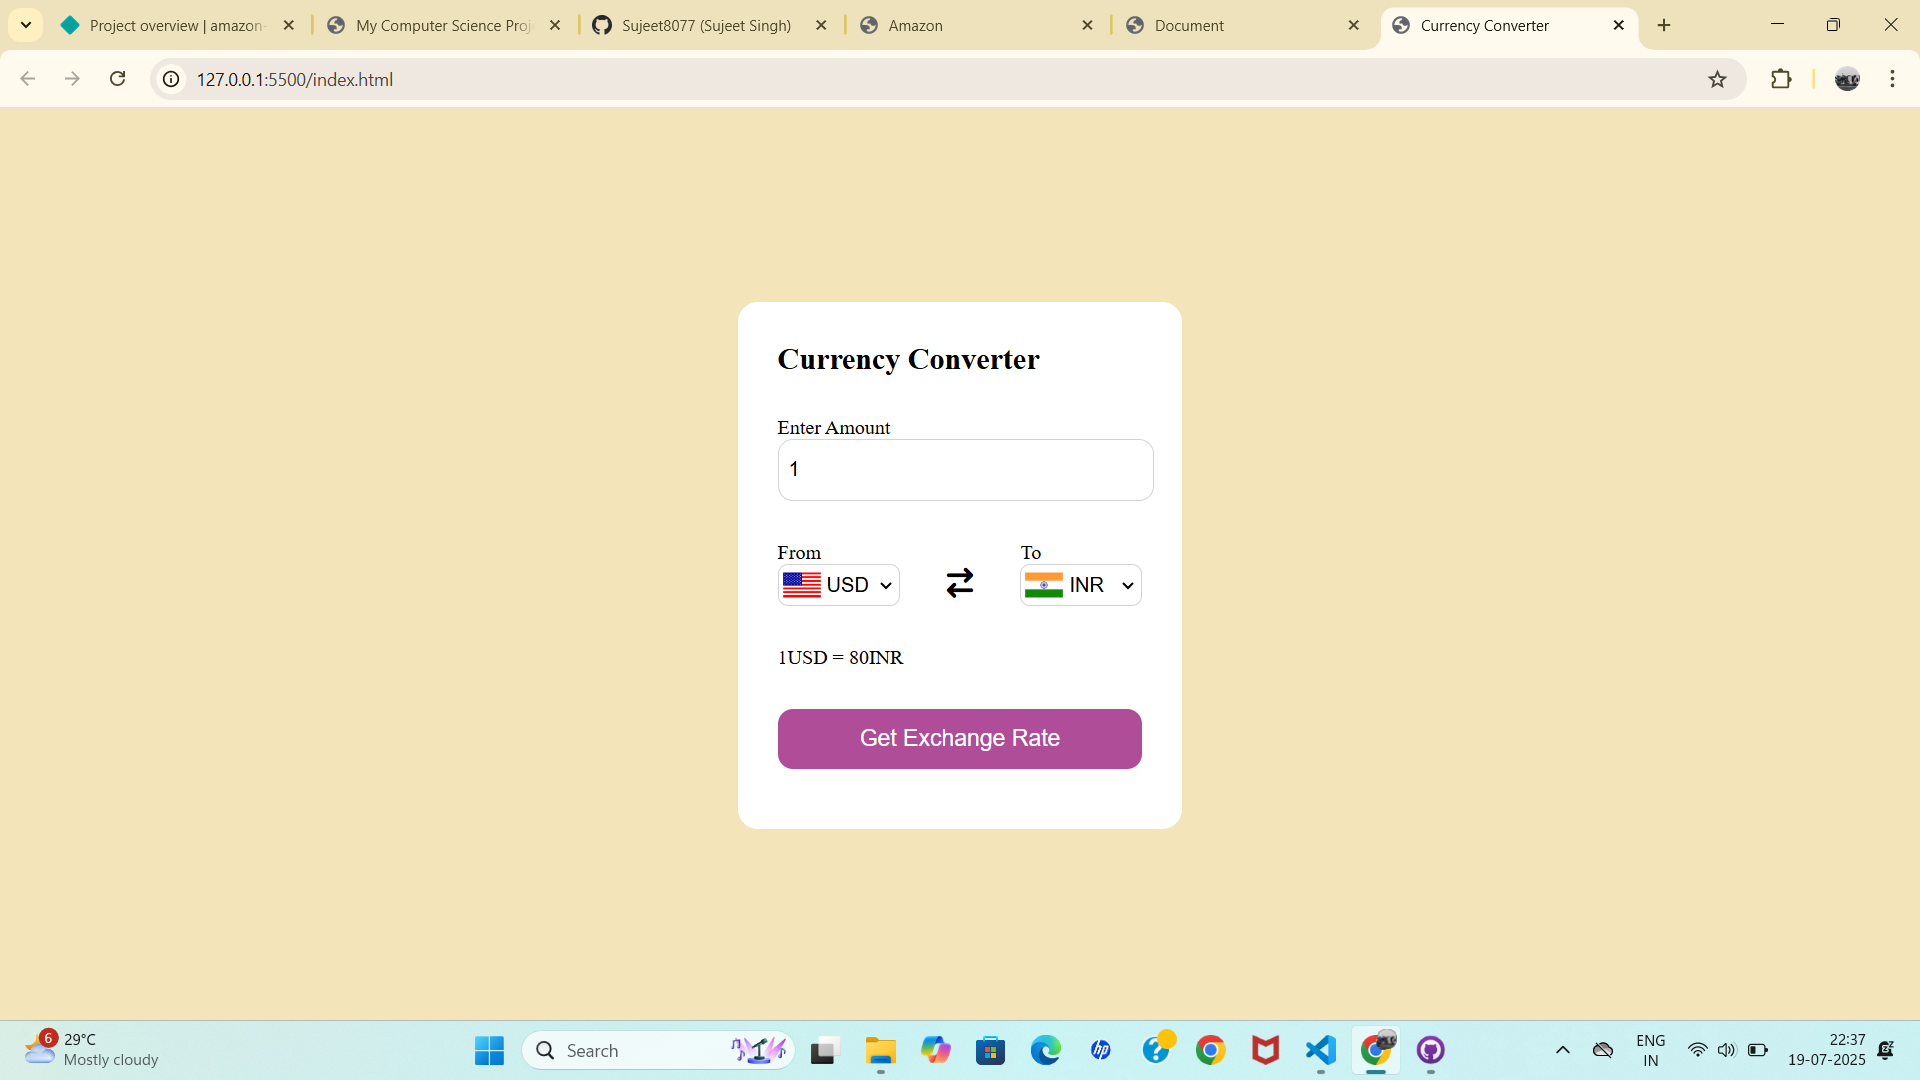 Project overview | amazon-
My Computer Science Proj
Sujeet8077 (Sujeet Singh)
Amazon
Document
Currency Converter
127.0.0.1:5500/index.html
Currency Converter
Enter Amount
1
From
To
USD
INR
1USD = 80INR
Get Exchange Rate
6
29°C
Mostly cloudy
Search
hp
ENG
IN
22:37
19-07-2025